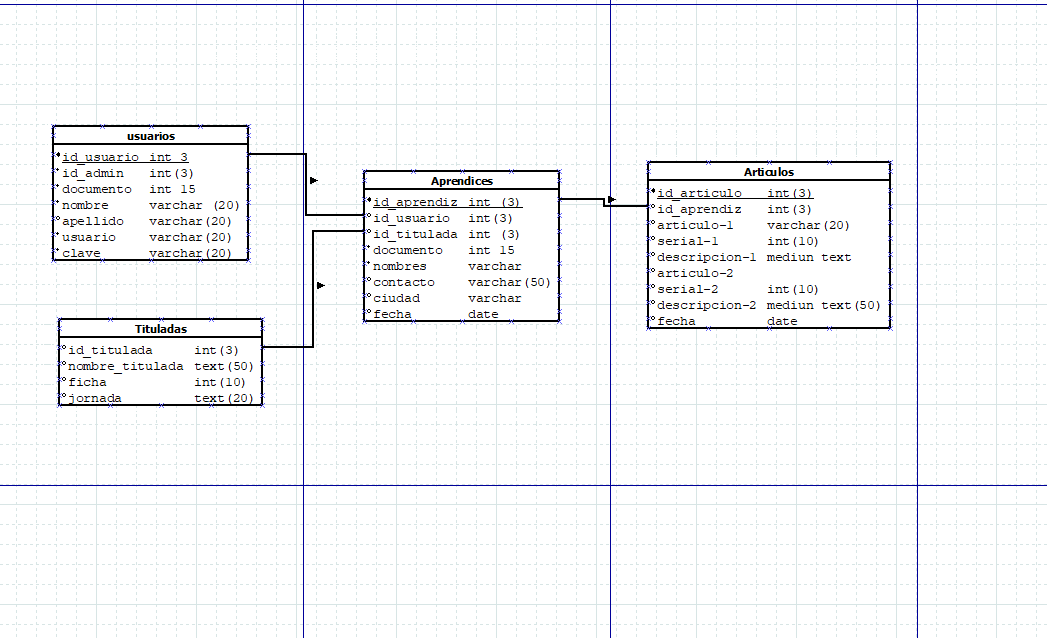 usuarios
id_usuario int 3
id_admin int(3)
documento int 15
nombre varchar (20)
apellido varchar(20)
usuario varchar(20)
clave varchar(20)
Tituladas
id_titulada int(3)
nombre_titulada text(50)
ficha int(10)
jornada text(20)
Aprendices
id_aprendiz int (3)
id_usuario int(3)
id_titulada int (3)
documento int 15
nombres varchar
contacto varchar(50)
ciudad varchar
fecha date
Articulos
id_articulo int(3)
id_aprendiz int(3)
articulo-1 varchar(20)
serial-1 int(10)
descripcion-1 mediun text
articulo-2
serial-2 int(10)
descripcion-2 mediun text(50)
fecha date